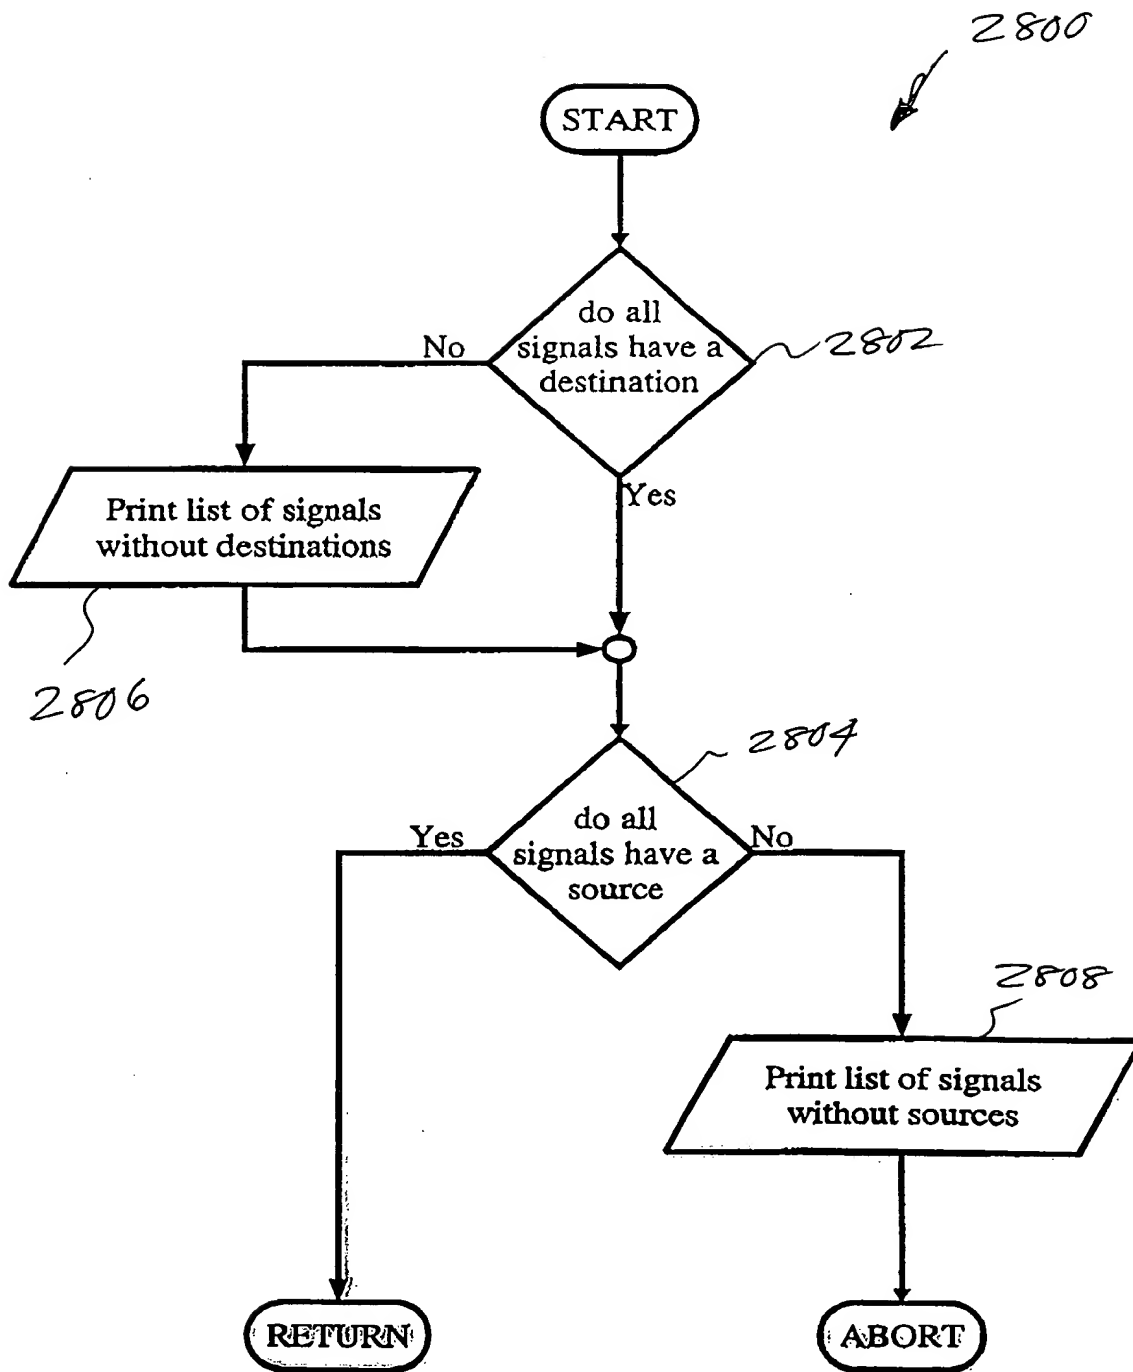 2800
START
do all
signals have a
destination
No
2802
Yes
Print list of signals
without destinations
2806
2804
do all
signals have a
source
Yes
No
2808
Print list of signals
without sources
RETURN
ABORT